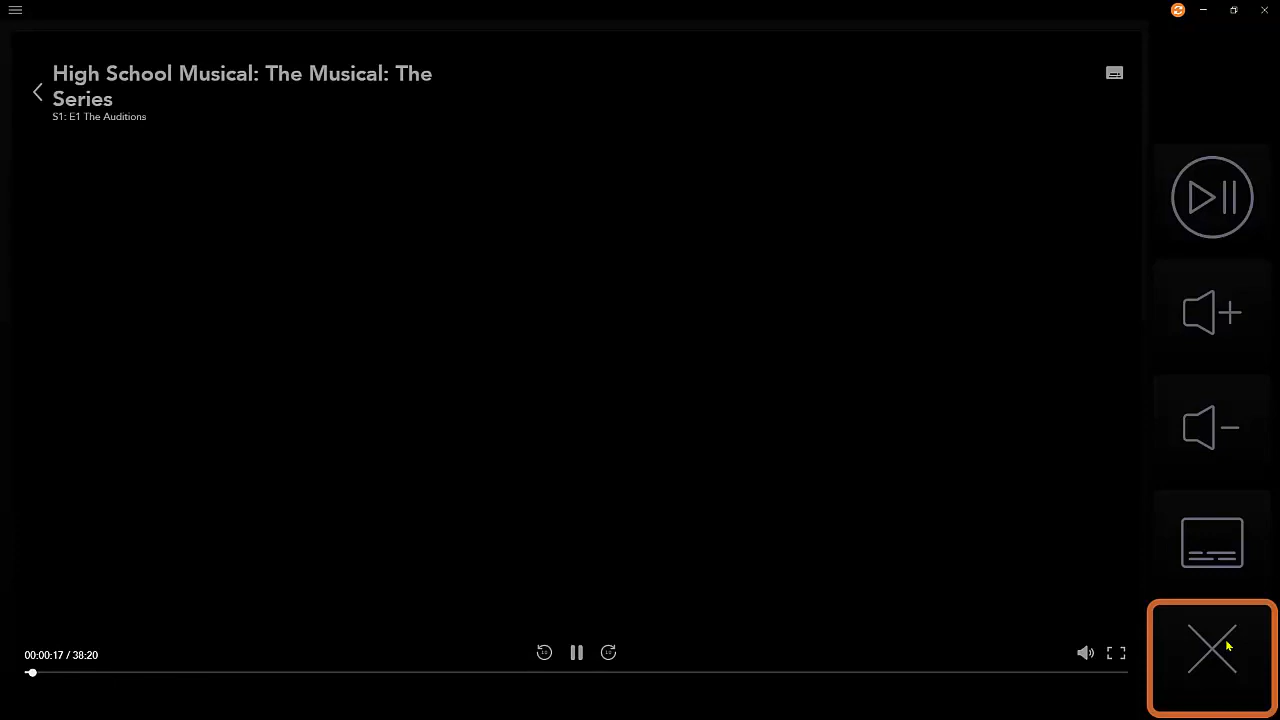 High School Musical: The Musical: The
Series
S1: E1 The Auditions
00:00:17 / 38:20